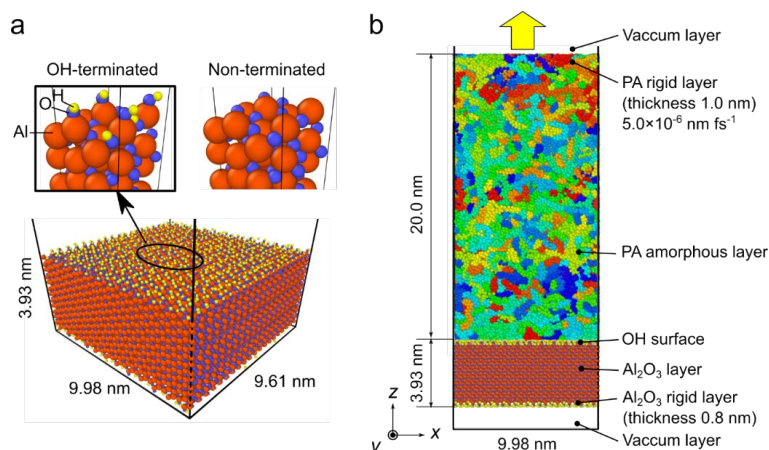 a
OH-terminated
Non-terminated
H
O
Al
3.93 nm
9.98 nm
9.61 nm
b
Vaccum layer
PA rigid layer
(thickness 1.0 nm)
5.0×10⁻⁶ nm fs⁻¹
20.0 nm
PA amorphous layer
OH surface
3.93 nm
Al₂O₃ layer
Al₂O₃ rigid layer
(thickness 0.8 nm)
Vaccum layer
z
y
x
9.98 nm